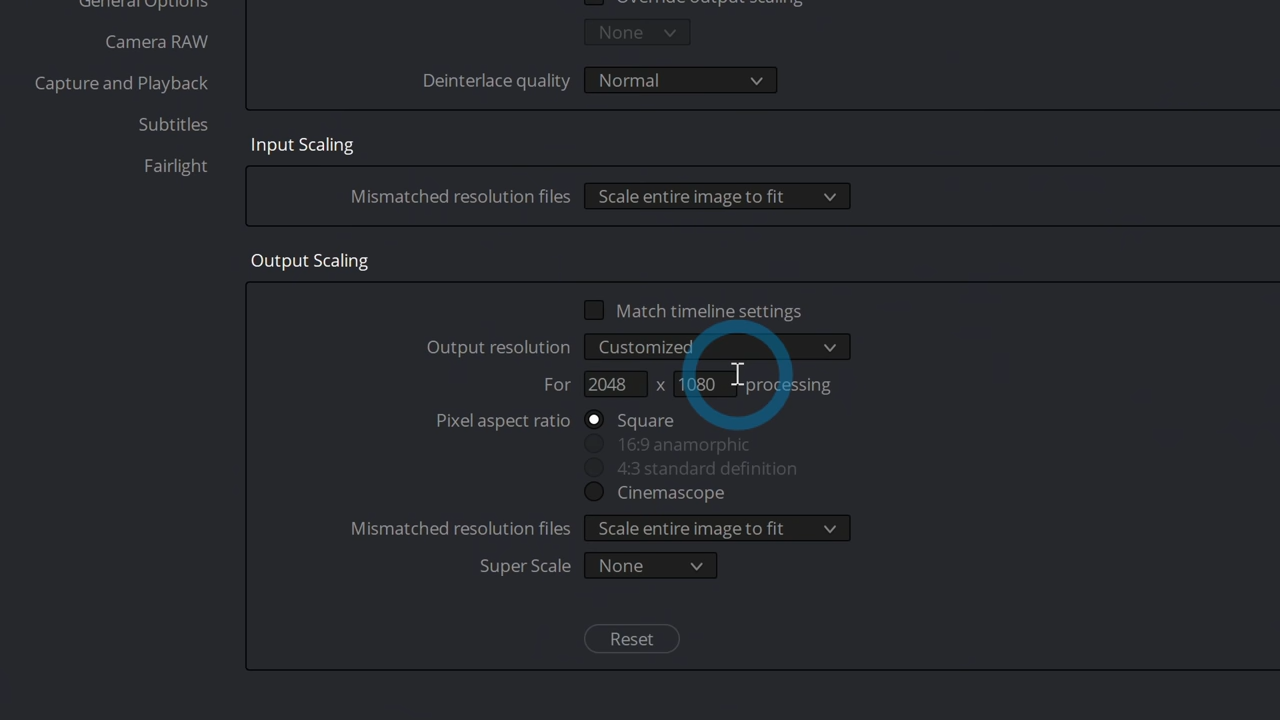 General Options
Camera RAW
Capture and Playback
Subtitles
Fairlight
Override output scaling
None
Deinterlace quality Normal
Input Scaling
Mismatched resolution files Scale entire image to fit
Output Scaling
Match timeline settings
Output resolution Customized
For 2048 x 1080 processing
Pixel aspect ratio Square
16:9 anamorphic
4:3 standard definition
Cinemascope
Mismatched resolution files Scale entire image to fit
Super Scale None
Reset